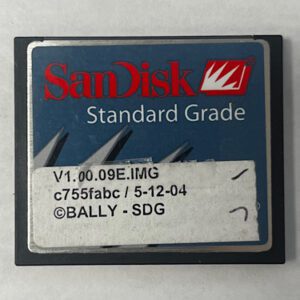 SanDisk
Standard Grade
V1.00.09E.IMG
c755fabc / 5-12-04
©BALLY - SDG